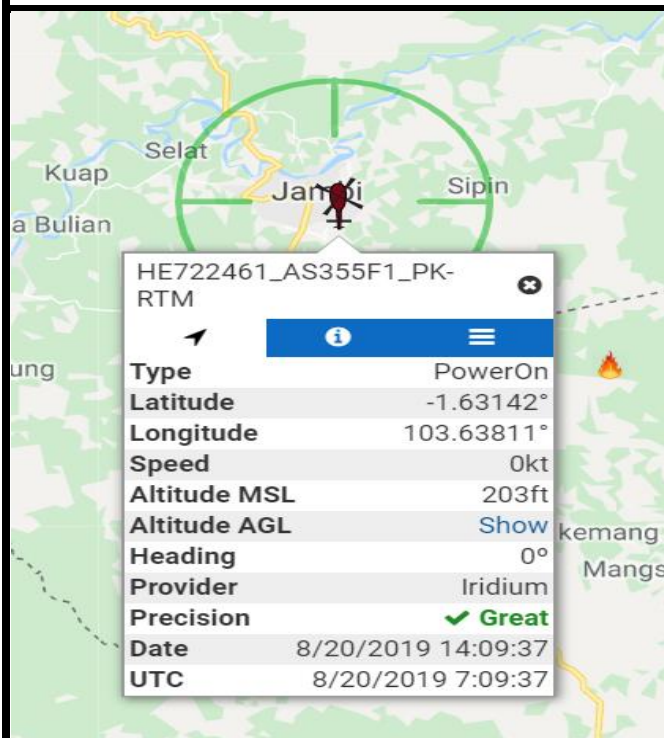 Selat
Kuap
Jambi
Sipin
a Bulian
HE722461_AS355F1_PK-
RTM
ung
Type PowerOn
Latitude -1.63142°
Longitude 103.63811°
Speed 0kt
Altitude MSL 203ft
Altitude AGL Show
kemang
Heading 0°
Mangs
Provider Iridium
Precision Great
Date 8/20/2019 14:09:37
UTC 8/20/2019 7:09:37